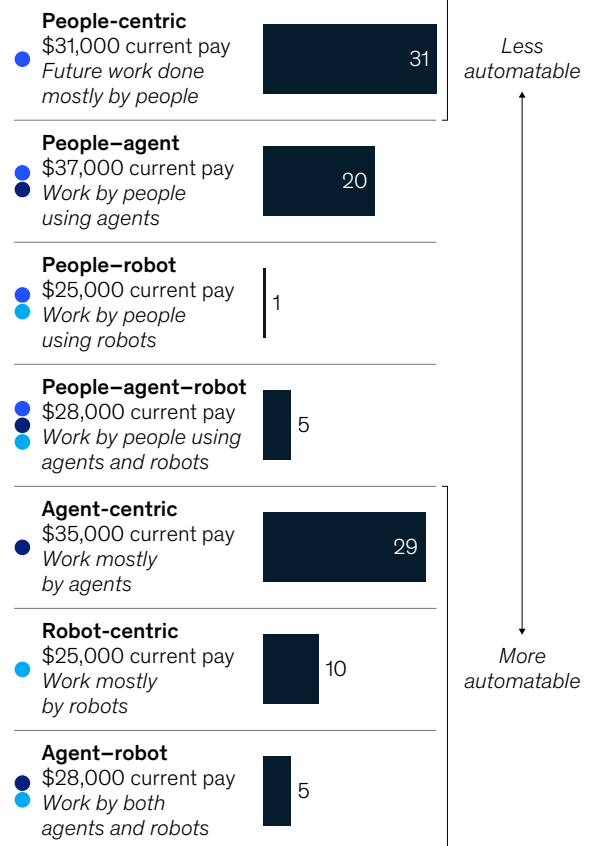 People-centric
$31,000 current pay
Future work done
mostly by people
31
Less
automatable
People–agent
$37,000 current pay
Work by people
using agents
20
People–robot
$25,000 current pay
Work by people
using robots
1
People–agent–robot
$28,000 current pay
Work by people using
agents and robots
5
Agent-centric
$35,000 current pay
Work mostly
by agents
29
Robot-centric
$25,000 current pay
Work mostly
by robots
10
More
automatable
Agent–robot
$28,000 current pay
Work by both
agents and robots
5